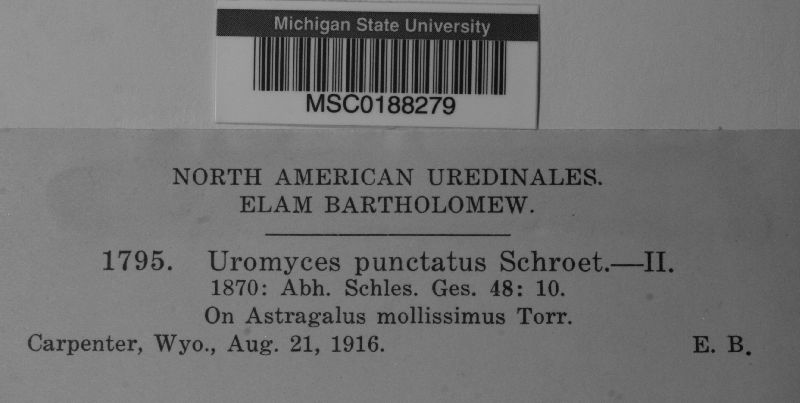 Michigan State University
MSC0188279
NORTH AMERICAN UREDINALES.
ELAM BARTHOLOMEW.
1795. Uromyces punctatus Schroet.—II.
1870: Abh. Schles. Ges. 48: 10.
On Astragalus mollissimus Torr.
Carpenter, Wyo., Aug. 21, 1916. E. B.